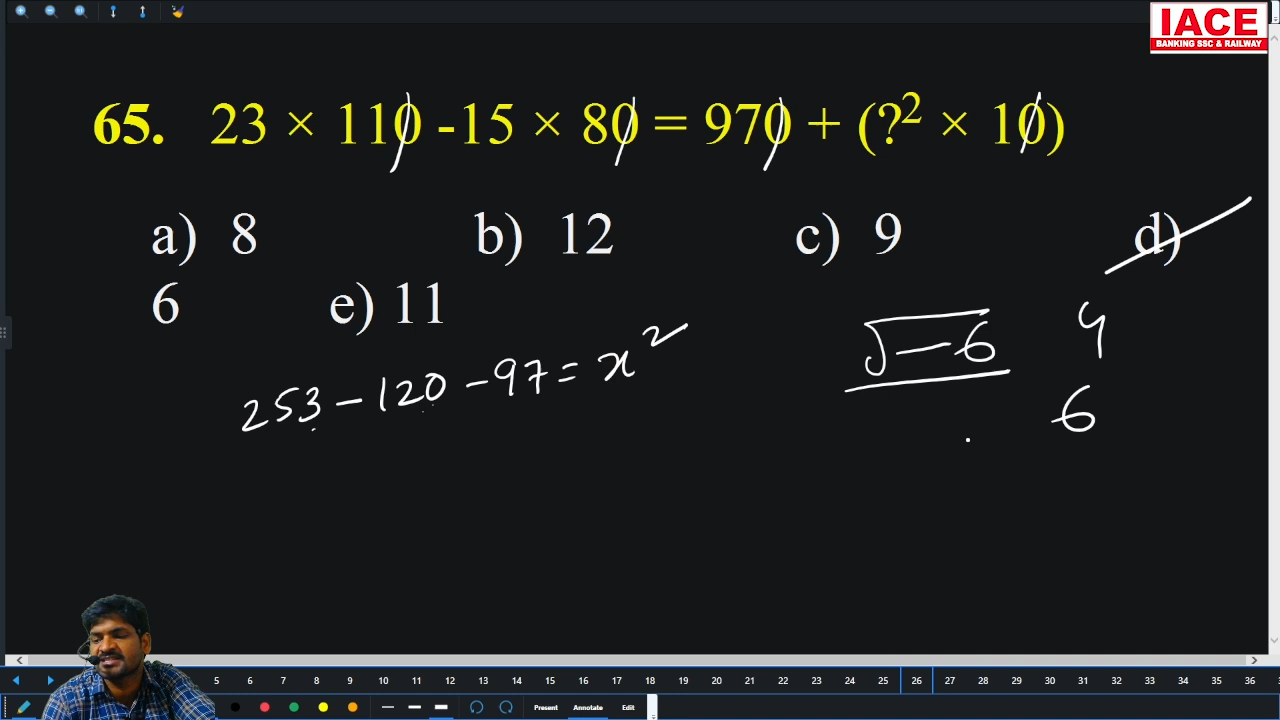 IACE
BANKING SSC & RAILWAY
65. 23 × 110 -15 × 80 = 970 + (?² × 10)
a) 8 b) 12 c) 9 d)
6 e) 11
253 - 120 - 97 = x²
√-6
4
6
5 6 7 8 9 10 11 12 13 14 15 16 17 18 19 20 21 22 23 24 25 26 27 28 29 30 31 32 33 34 35 36
Present Annotate Edit